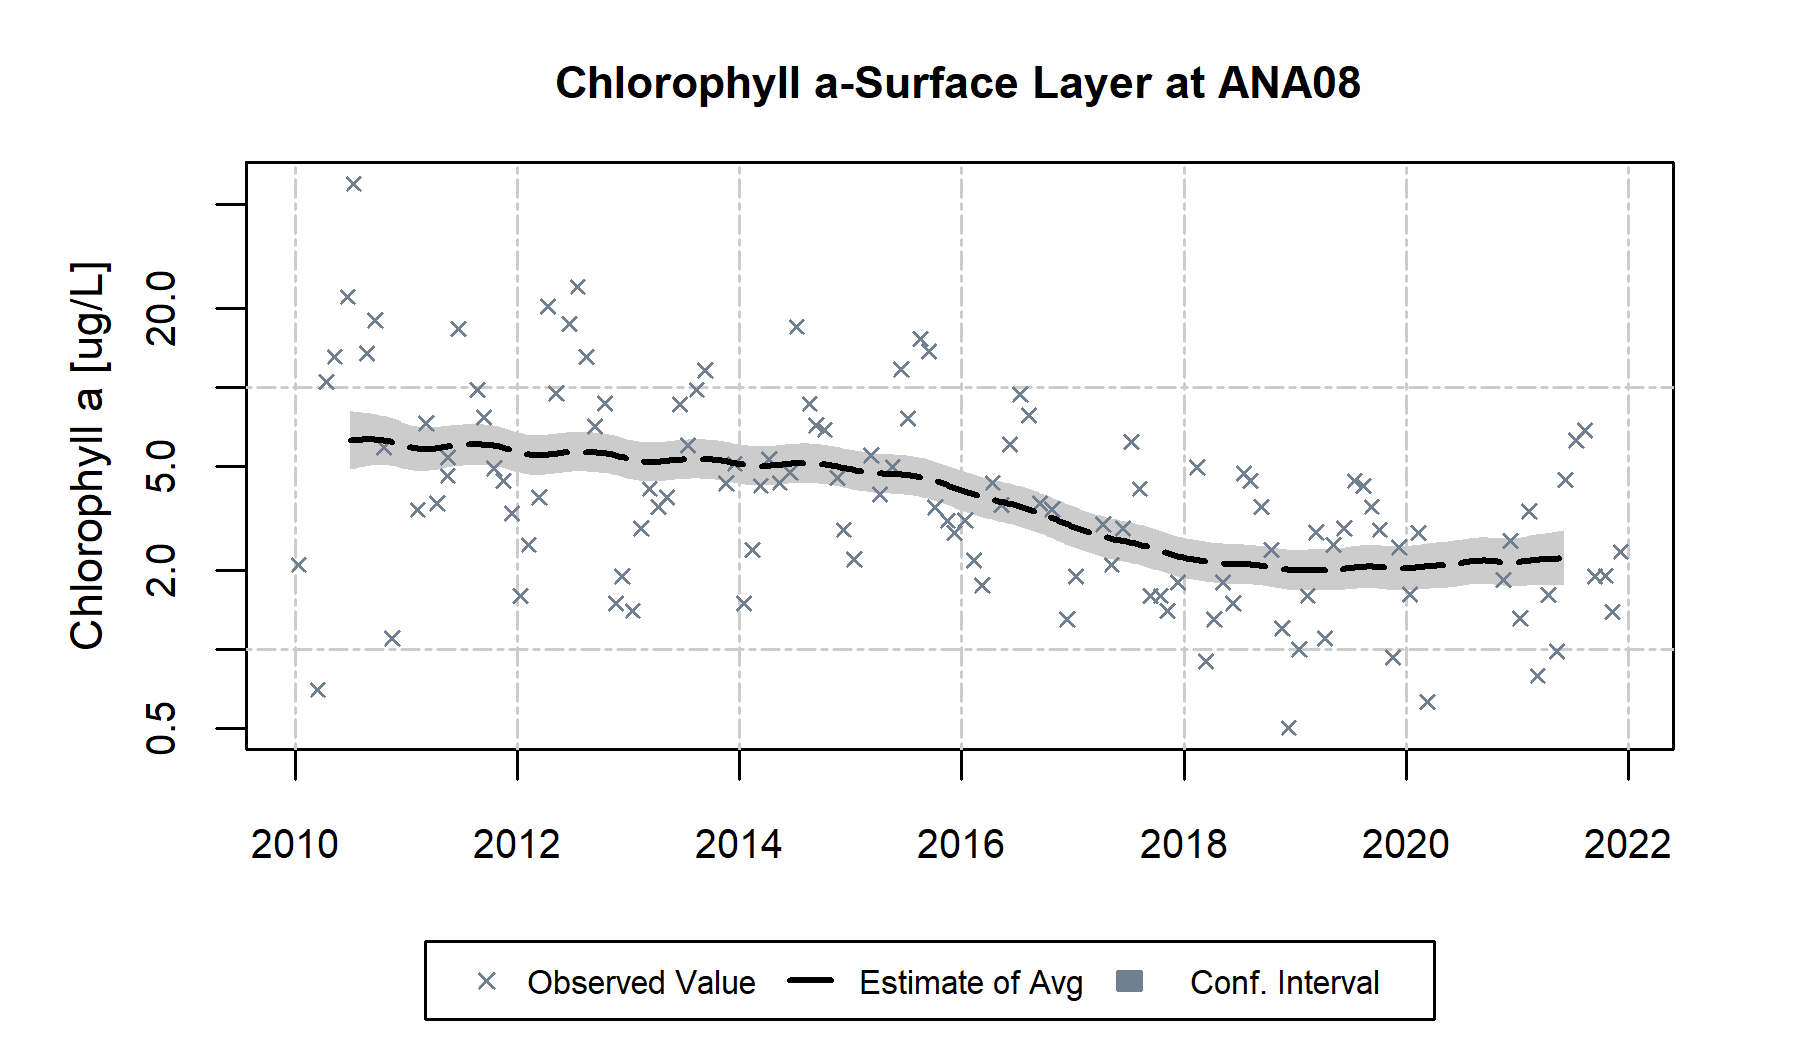 Chlorophyll a-Surface Layer at ANA08
Chlorophyll a [ug/L]
20.0
5.0
2.0
0.5
2010 2012 2014 2016 2018 2020 2022
Observed Value Estimate of Avg Conf. Interval